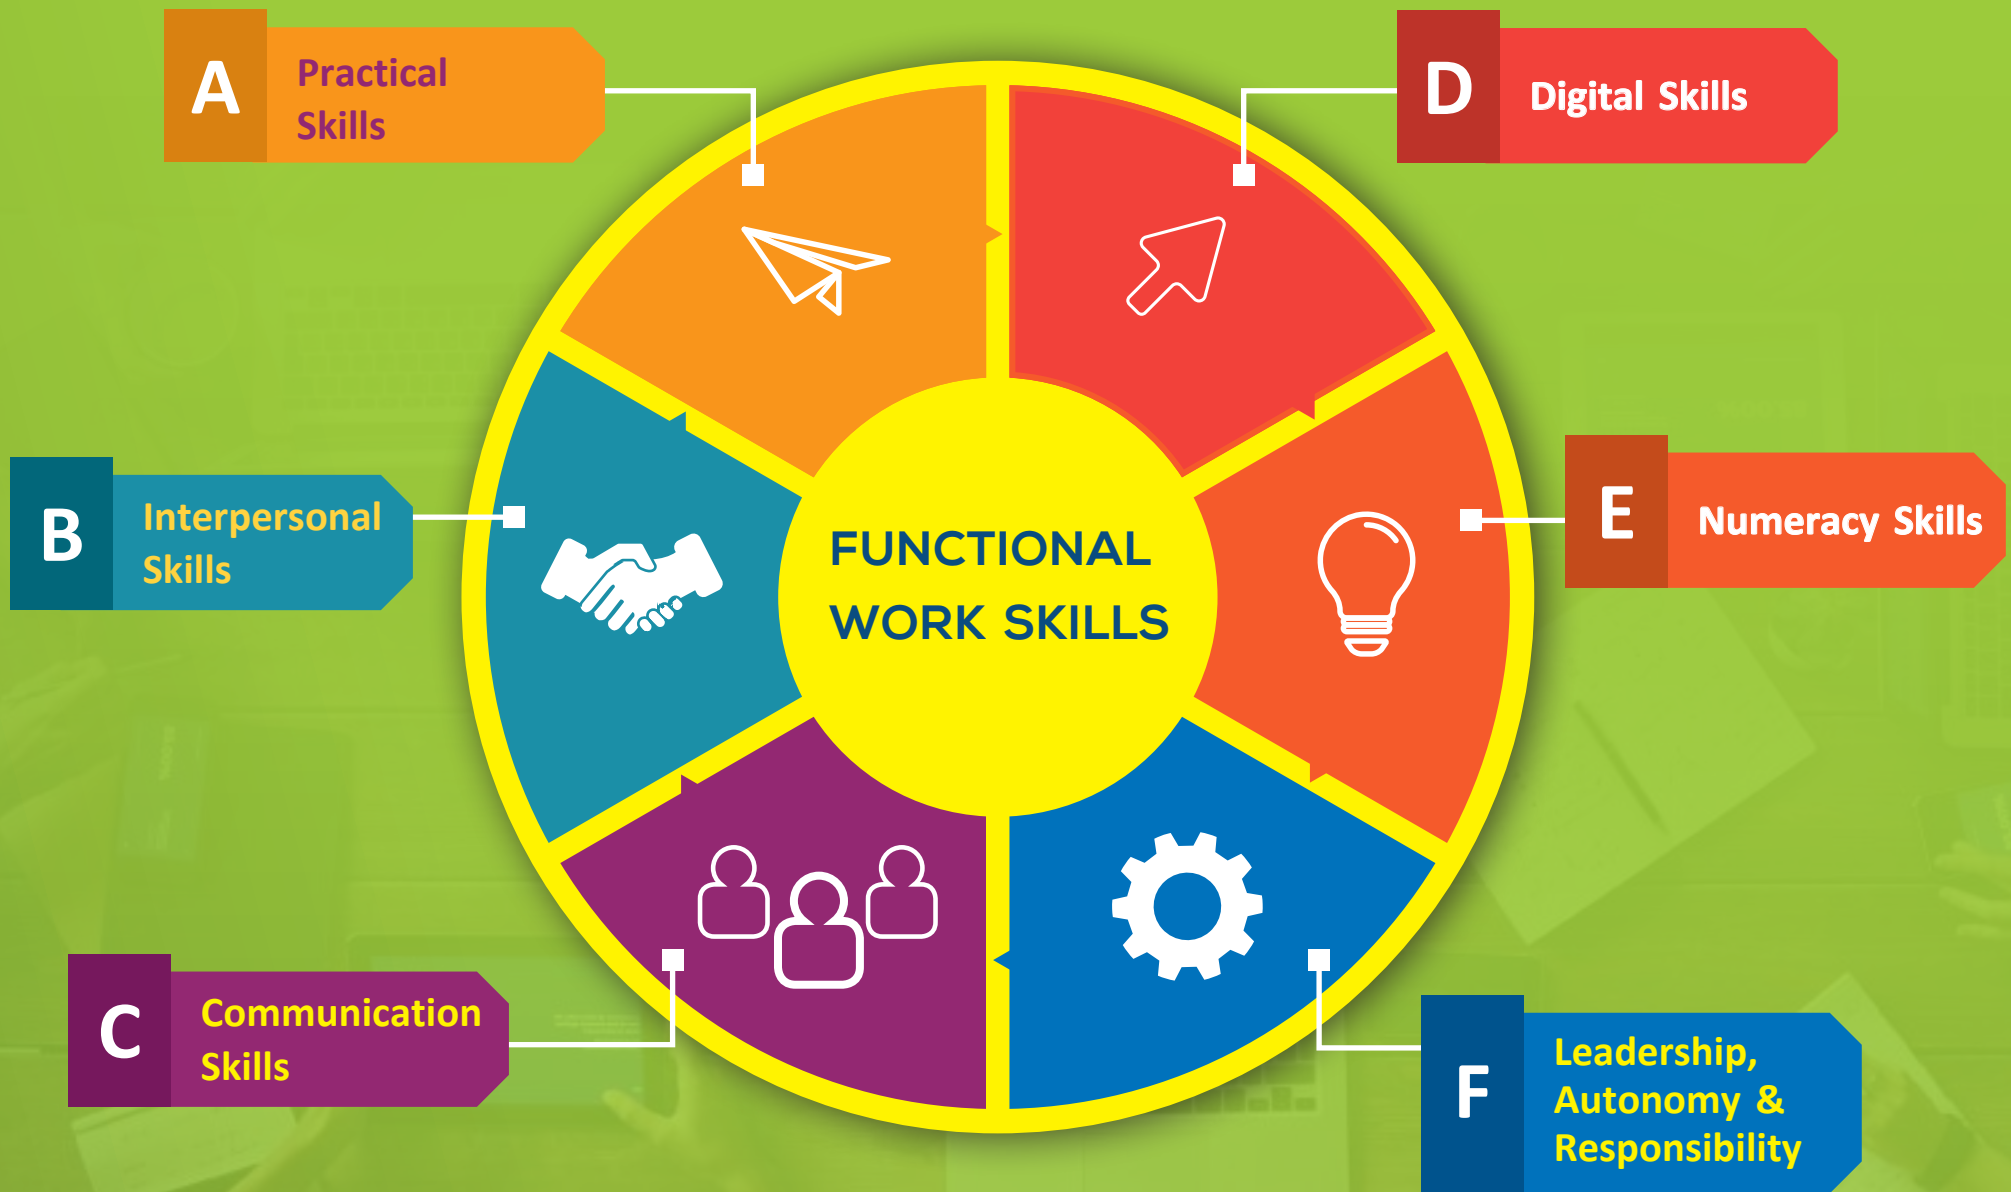 A
Practical
Skills
B
Interpersonal
Skills
C
Communication
Skills
FUNCTIONAL
WORK SKILLS
D
Digital Skills
E
Numeracy Skills
F
Leadership,
Autonomy &
Responsibility